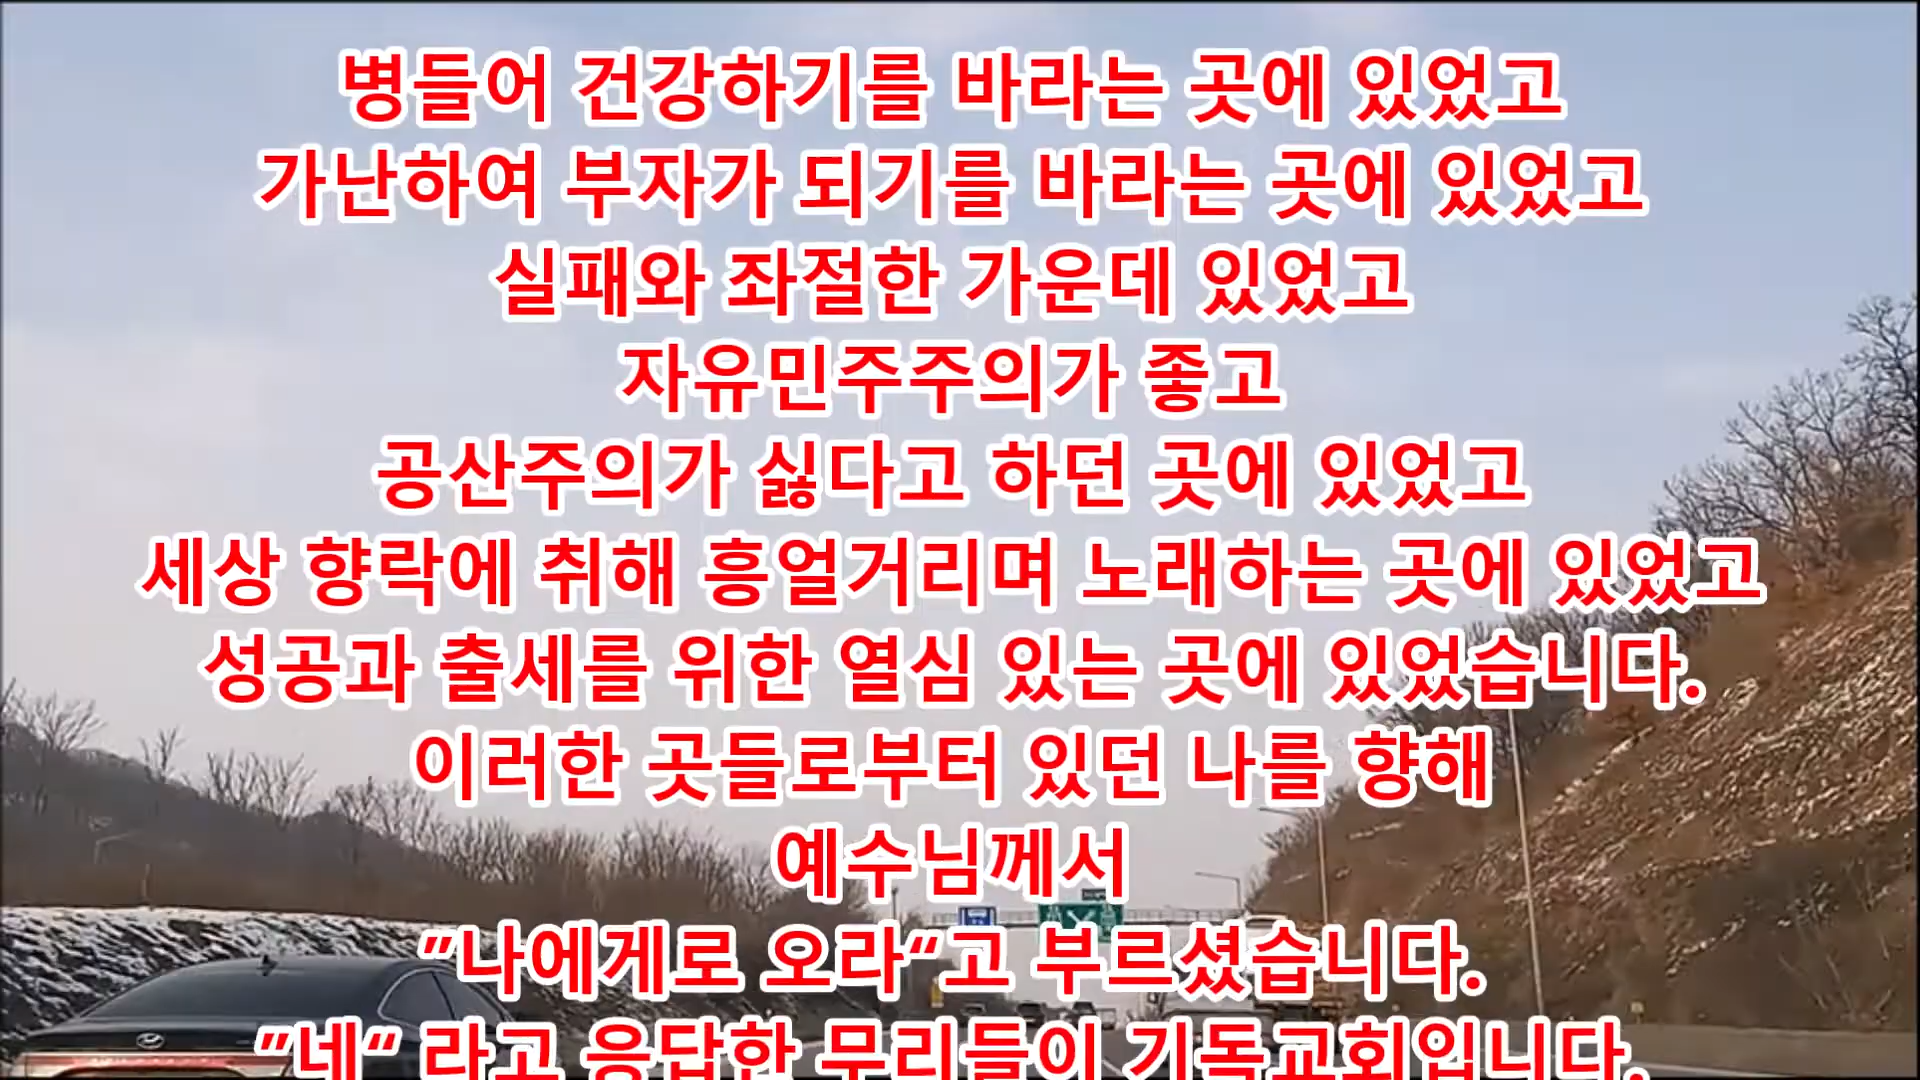 병들어 건강하기를 바라는 곳에 있었고
가난하여 부자가 되기를 바라는 곳에 있었고
실패와 좌절한 가운데 있었고
자유민주주의가 좋고
공산주의가 싫다고 하던 곳에 있었고
세상 향락에 취해 흥얼거리며 노래하는 곳에 있었고
성공과 출세를 위한 열심 있는 곳에 있었습니다.
이러한 곳들로부터 있던 나를 향해
예수님께서
”나에게로 오라“고 부르셨습니다.
”네“ 라고 응답한 무리들이 기독교회입니다.